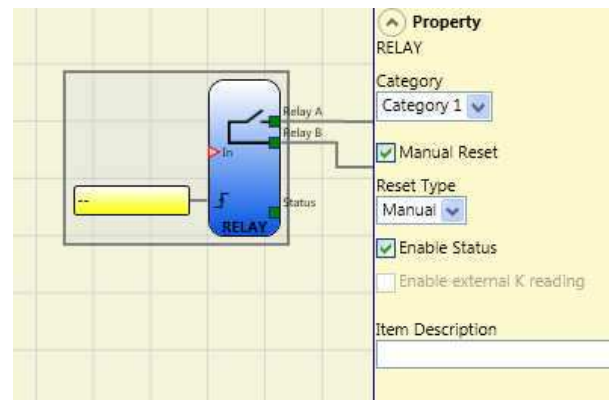 Relay A
Relay B
In
--
Status
RELAY
Property
RELAY
Category
Category 1
Manual Reset
Reset Type
Manual
Enable Status
Enable external K reading
Item Description